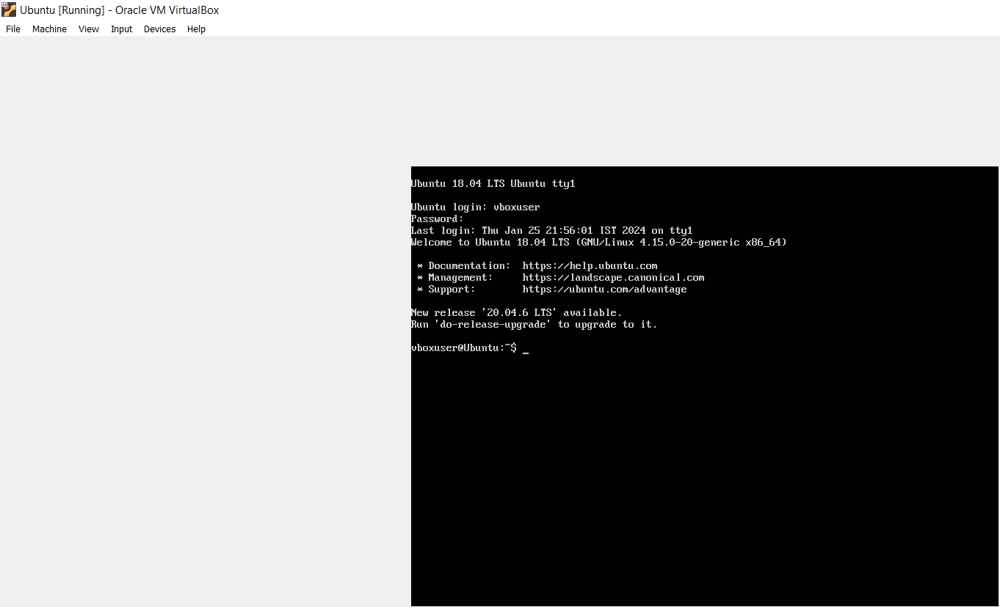 Ubuntu [Running] - Oracle VM VirtualBox
File Machine View Input Devices Help
Ubuntu 18.04 LTS Ubuntu tty1
Ubuntu login: vboxuser
Password:
Last login: Thu Jan 25 21:56:01 IST 2024 on tty1
Welcome to Ubuntu 18.04 LTS (GNU/Linux 4.15.0-20-generic x86_64)
* Documentation: https://help.ubuntu.com
* Management: https://landscape.canonical.com
* Support: https://ubuntu.com/advantage
New release '20.04.6 LTS' available.
Run 'do-release-upgrade' to upgrade to it.
vboxuser@Ubuntu:~$ _